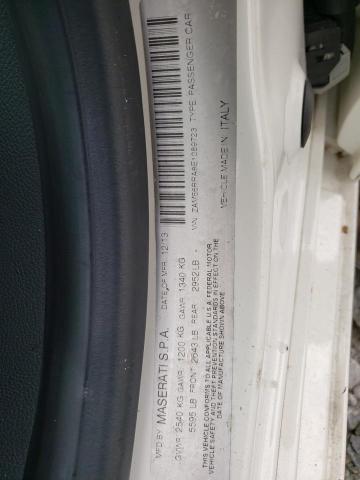 MFD BY MASERATI S.P.A. DATE OF MFR 12/13
GVWR 2540 KG GAWR 1200 KG GAWR 1340 KG
5595 LB FRONT 2643 LB REAR 2952 LB
THIS VEHICLE CONFORMS TO ALL APPLICABLE U.S.A FEDERAL MOTOR
VEHICLE SAFETY AND THEFT PREVENTION STANDARDS IN EFFECT ON THE
DATE OF MANUFACTURE SHOWN ABOVE
VIN: TYPE: PASSENGER CAR
VEHICLE MADE IN ITALY